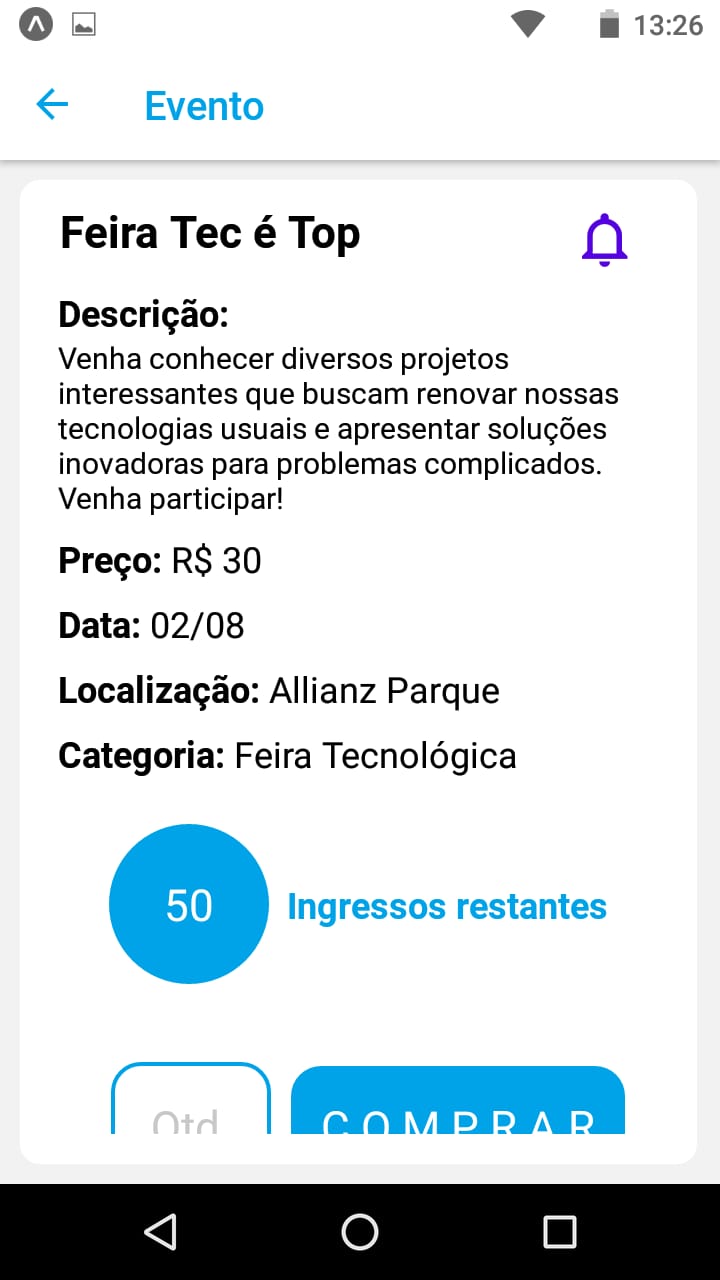 13:26
Evento
Feira Tec é Top
Descrição:
Venha conhecer diversos projetos
interessantes que buscam renovar nossas
tecnologias usuais e apresentar soluções
inovadoras para problemas complicados.
Venha participar!
Preço: R$ 30
Data: 02/08
Localização: Allianz Parque
Categoria: Feira Tecnológica
50 Ingressos restantes
Qtd COMPRAR